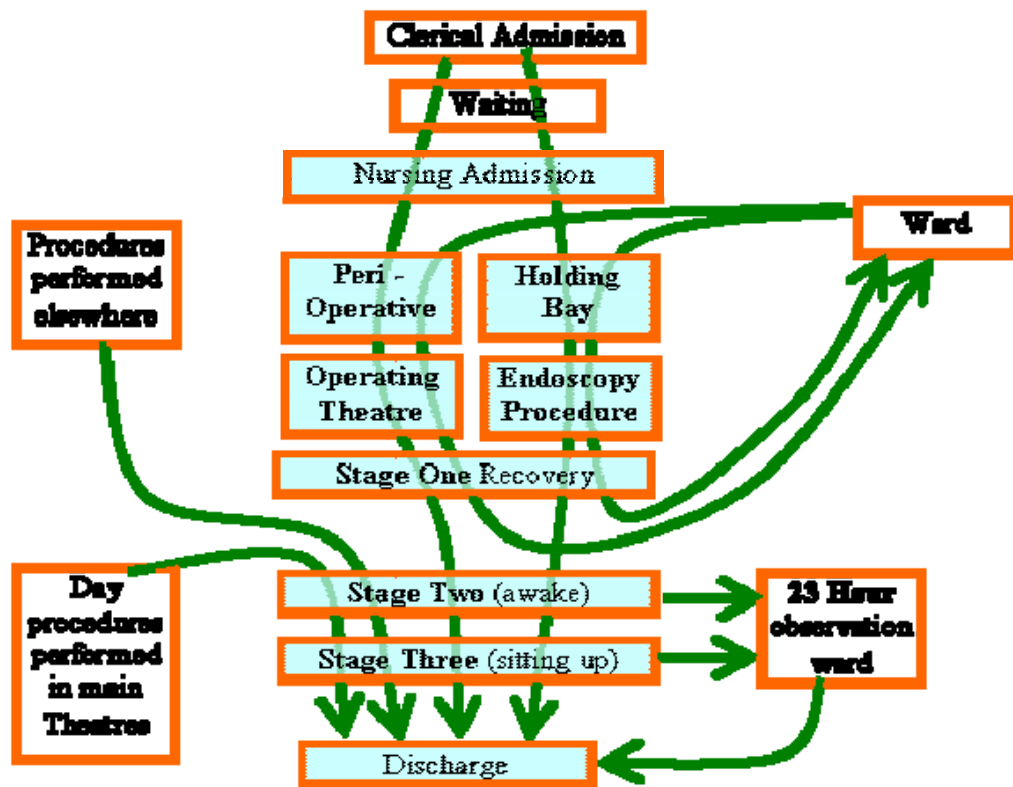 Clerical Admission
Waiting
Nursing Admission
Ward
Procedures
performed
elsewhere
Peri -
Operative
Holding
Bay
Operating
Theatre
Endoscopy
Procedure
Stage One Recovery
Day
procedures
performed
in main
Theatres
Stage Two (awake)
23 Hour
observation
ward
Stage Three (sitting up)
Discharge